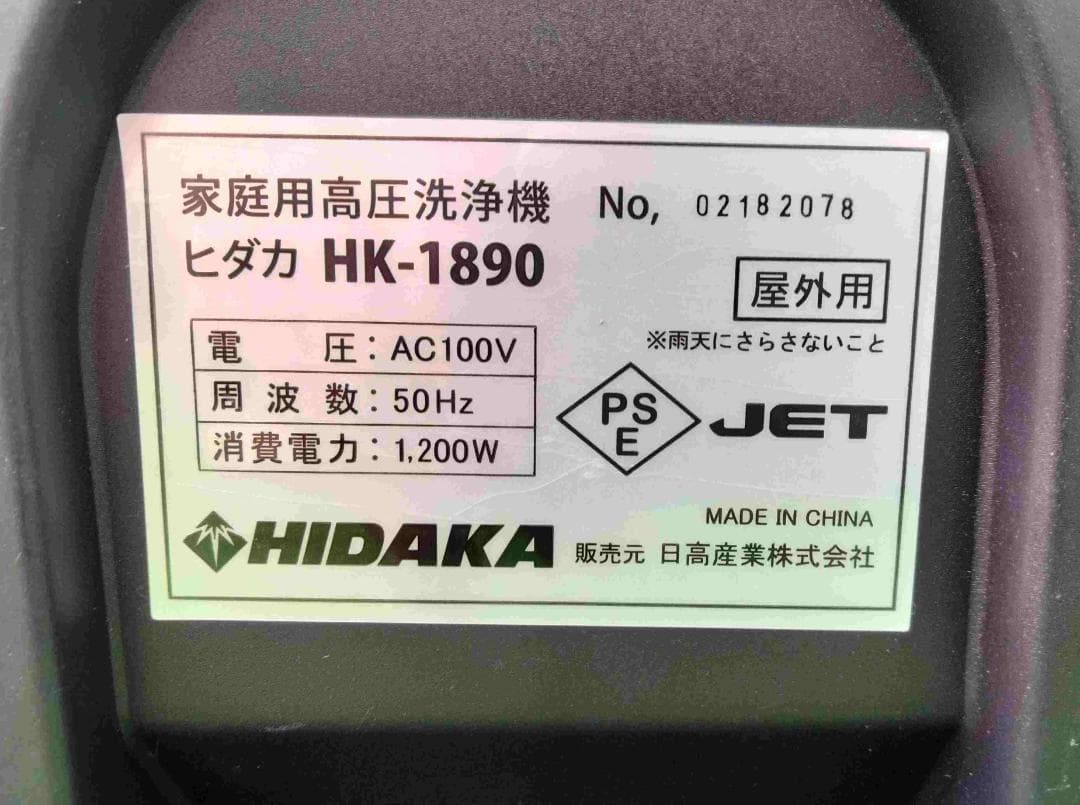 家庭用高圧洗浄機 No, 02182078
ヒダカ HK-1890
屋外用
※雨天にさらさないこと
電圧：AC100V
周波数：50Hz
消費電力：1,200W
PS
E
JET
MADE IN CHINA
HIDAKA 販売元 日高産業株式会社